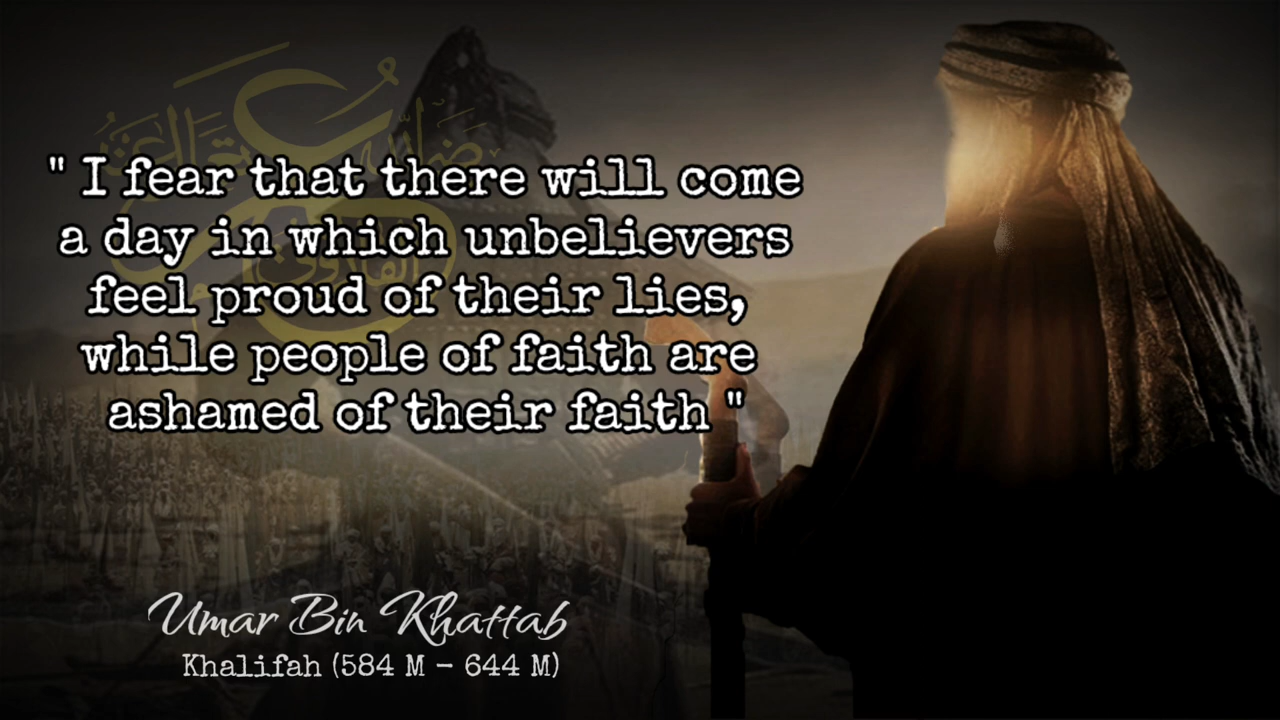 " I fear that there will come
a day in which unbelievers
feel proud of their lies,
while people of faith are
ashamed of their faith "
Umar Bin Khattab
Khalifah (584 M - 644 M)